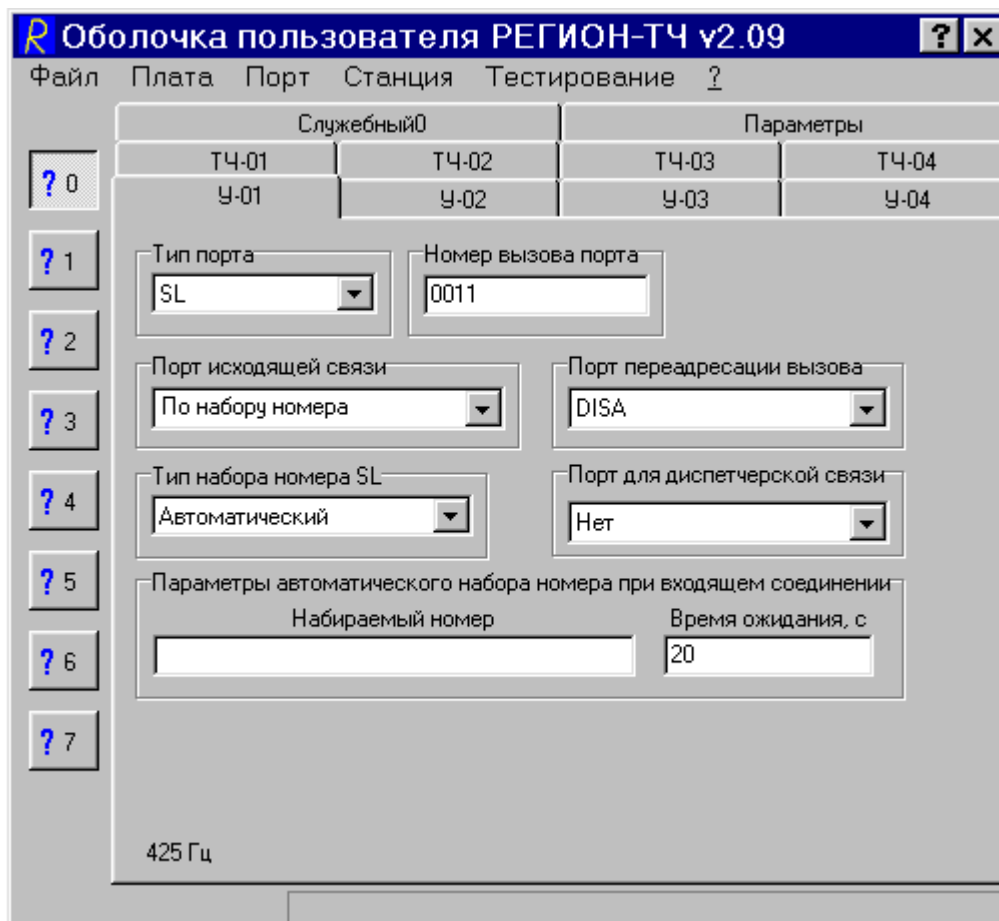 R Оболочка пользователя РЕГИОН-ТЧ v2.09 ? ×
Файл Плата Порт Станция Тестирование ?
Служебный0 Параметры
ТЧ-01 ТЧ-02 ТЧ-03 ТЧ-04
У-01 У-02 У-03 У-04
? 0
? 1
? 2
? 3
? 4
? 5
? 6
? 7
Тип порта Номер вызова порта
SL 0011
Порт исходящей связи Порт переадресации вызова
По набору номера DISA
Тип набора номера SL Порт для диспетчерской связи
Автоматический Нет
Параметры автоматического набора номера при входящем соединении
Набираемый номер Время ожидания, с
20
425 Гц